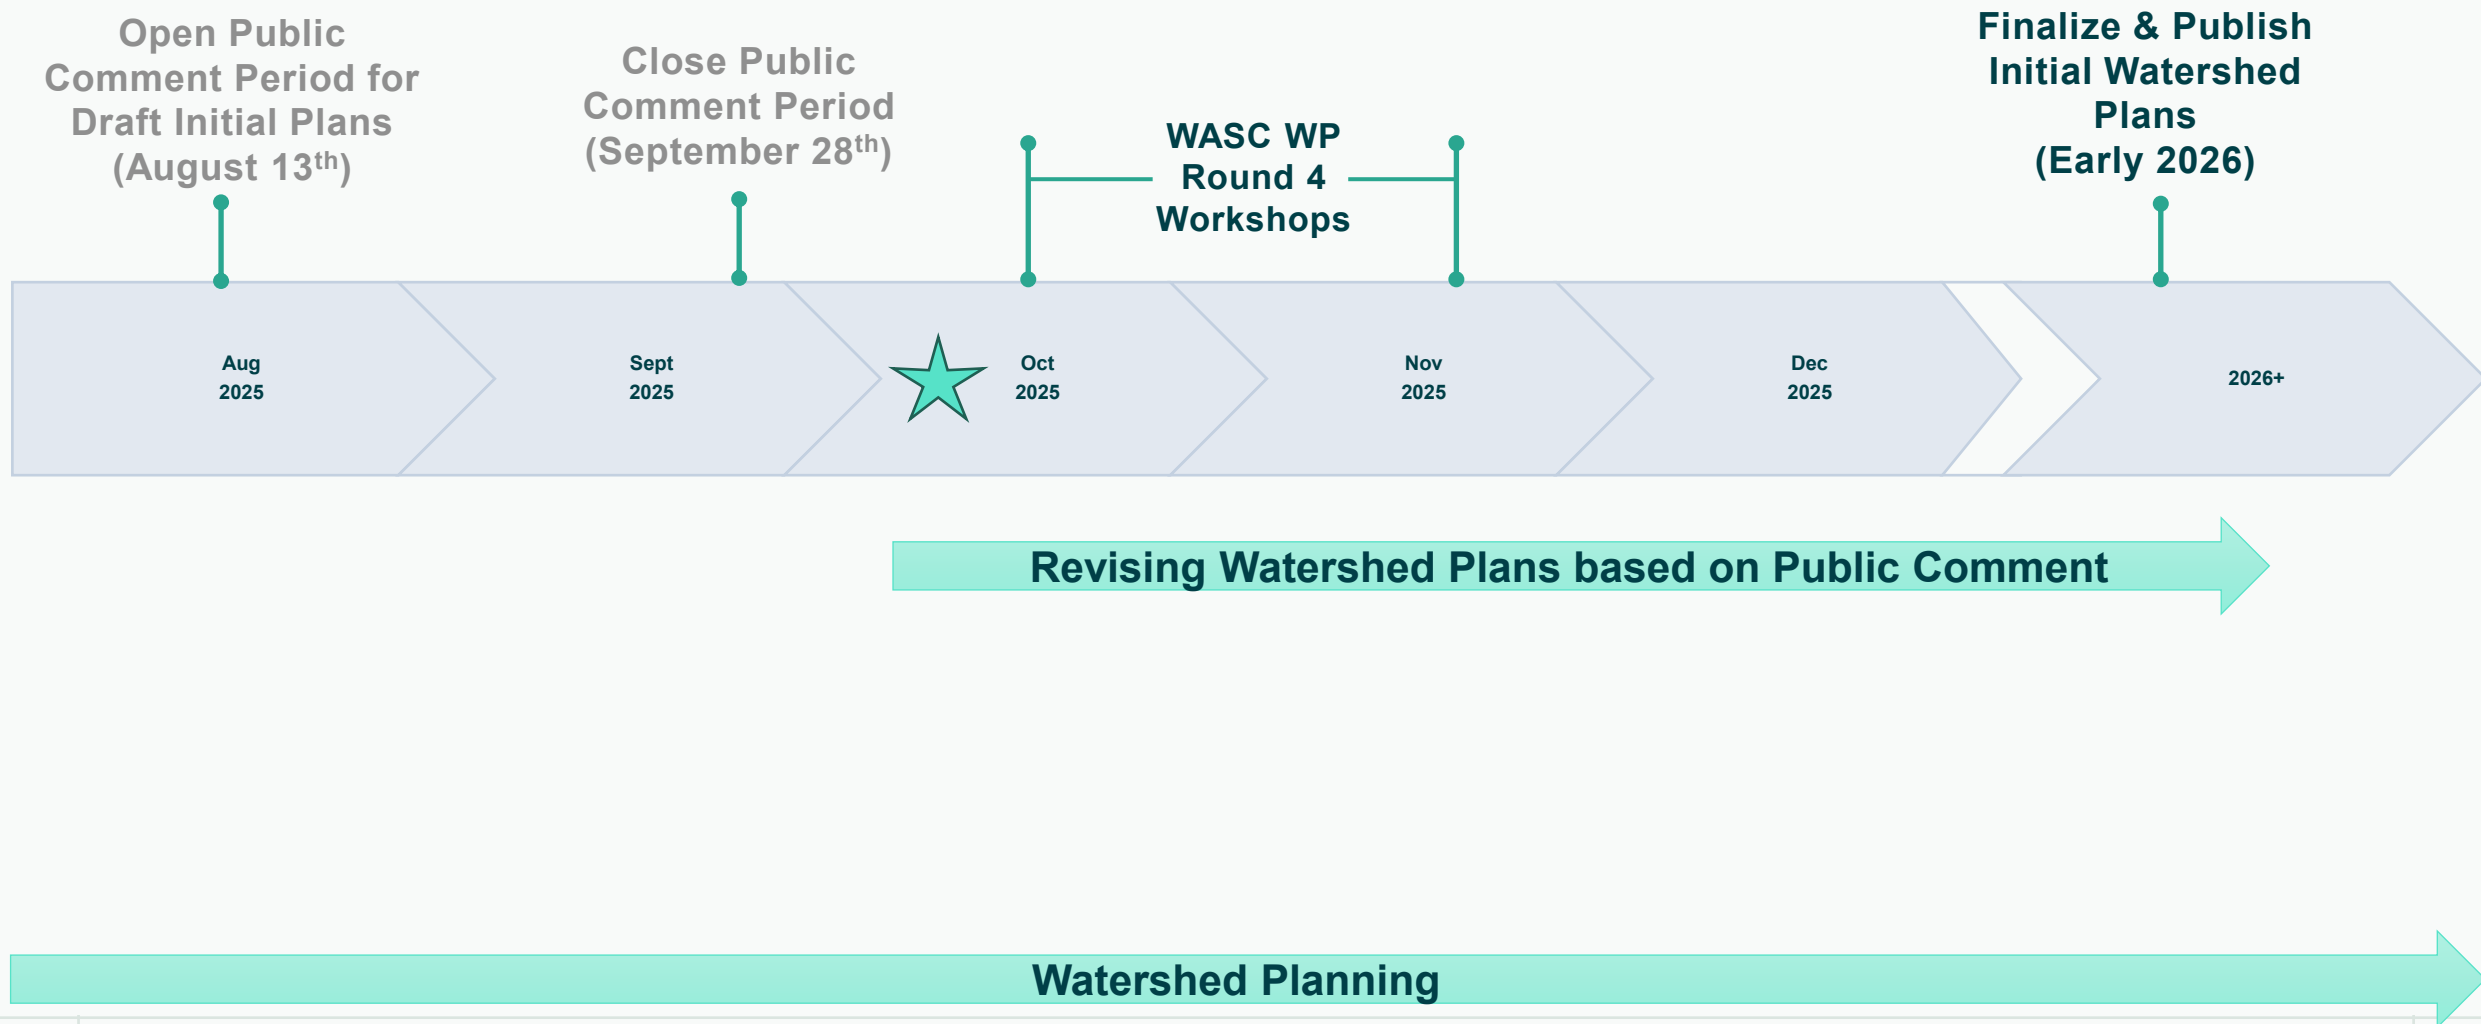 Open Public
Comment Period for
Draft Initial Plans
(August 13th)
Close Public
Comment Period
(September 28th)
WASC WP
Round 4
Workshops
Finalize & Publish
Initial Watershed
Plans
(Early 2026)
Aug
2025
Sept
2025
Oct
2025
Nov
2025
Dec
2025
2026+
Revising Watershed Plans based on Public Comment
Watershed Planning